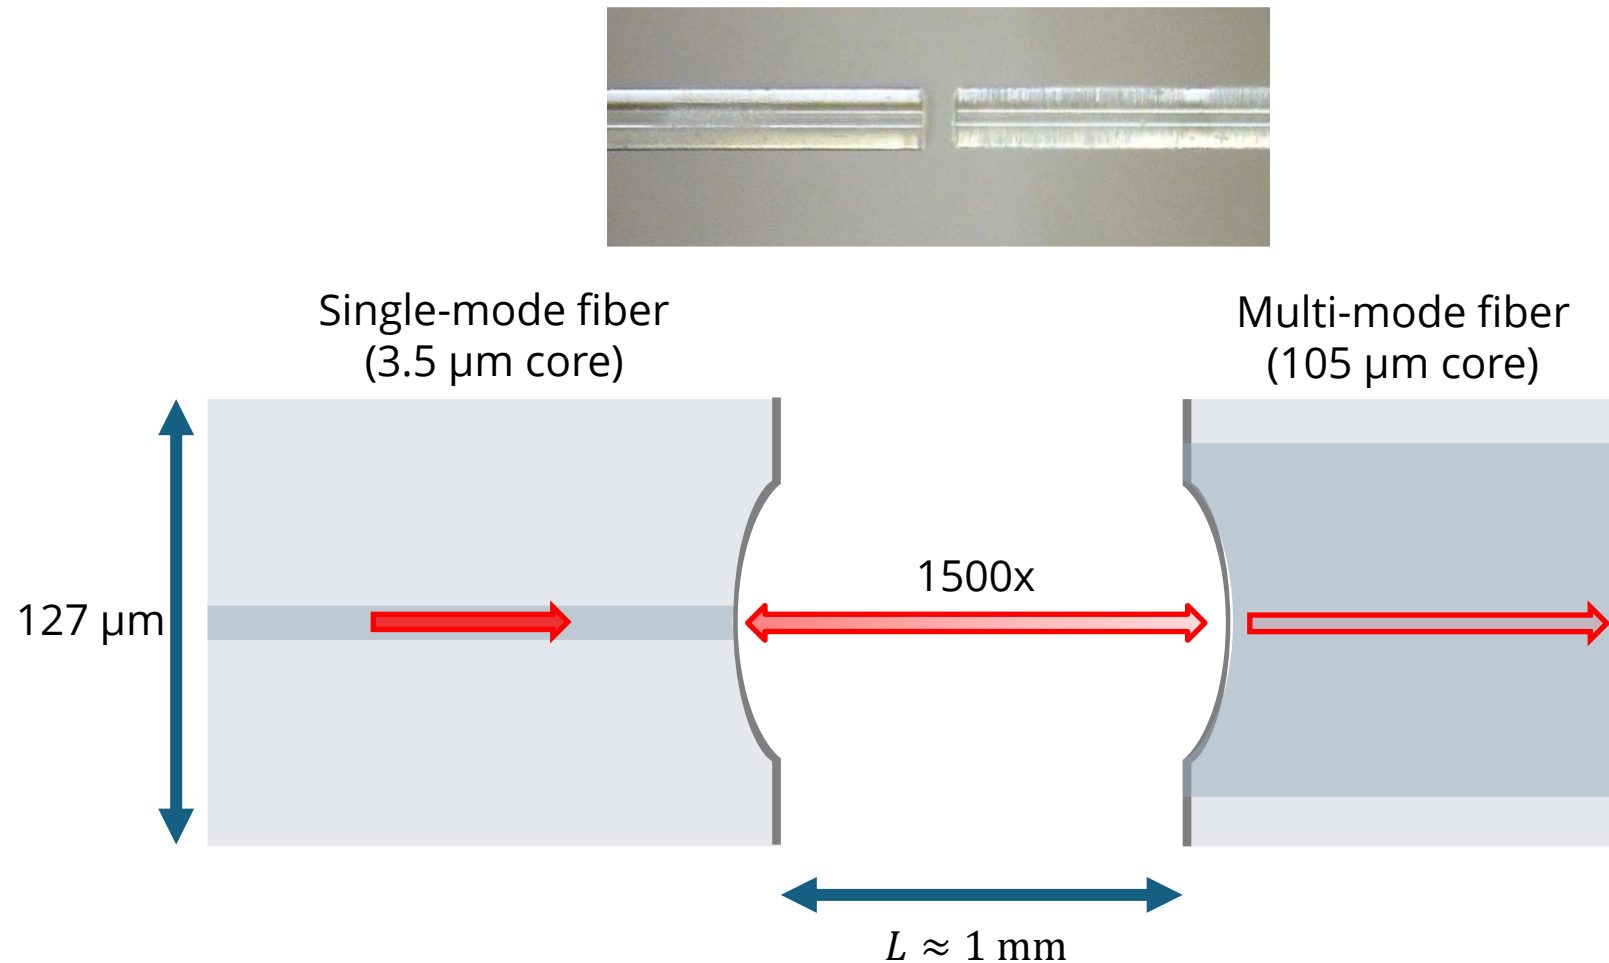 Single-mode fiber
(3.5 µm core)
Multi-mode fiber
(105 µm core)
1500x
127 µm
L ≈ 1 mm